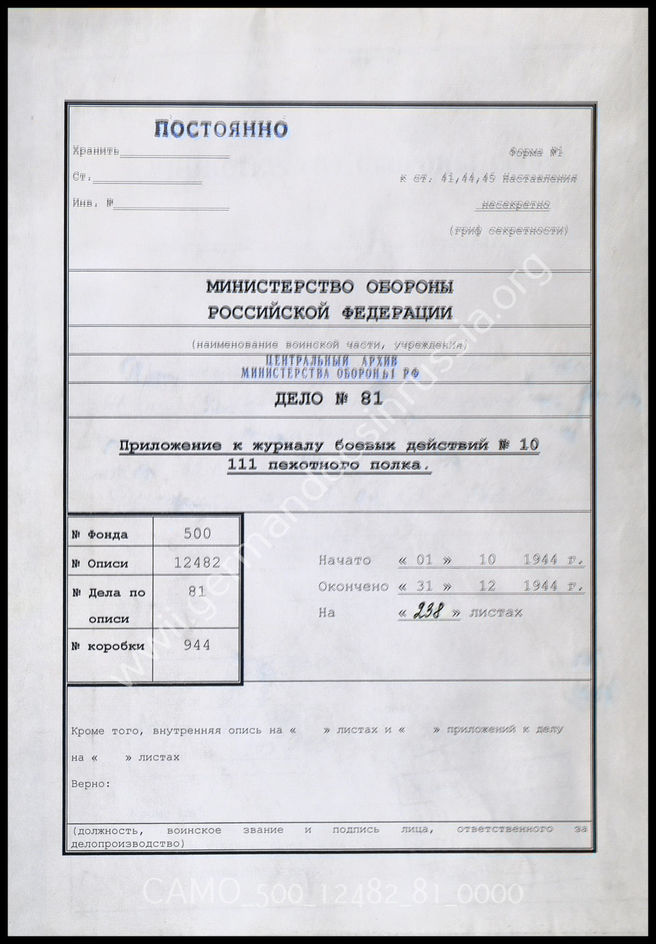 ПОСТОЯННО
Хранить
Форма №1
Ст.
к ст. 41,44,45 Наставления
Инв. №
несекретно
(гриф секретности)
МИНИСТЕРСТВО ОБОРОНЫ
РОССИЙСКОЙ ФЕДЕРАЦИИ
(наименование воинской части, учреждения)
ЦЕНТРАЛЬНЫЙ АРХИВ
МИНИСТЕРСТВА ОБОРОНЫ РФ
ДЕЛО № 81
Приложение к журналу боевых действий № 10
111 пехотного полка.
№ Фонда 500
№ Описи 12482
№ Дела по 81
описи
№ коробки 944
Начато « 01 » 10 1944 г.
Окончено « 31 » 12 1944 г.
На « 238 » листах
Кроме того, внутренняя опись на « » листах и « » приложений к делу
на « » листах
Верно:
(должность, воинское звание и подпись лица, ответственного за
делопроизводство)
www.germandocsinrussia.org
CAMO_500_12482_81_0000